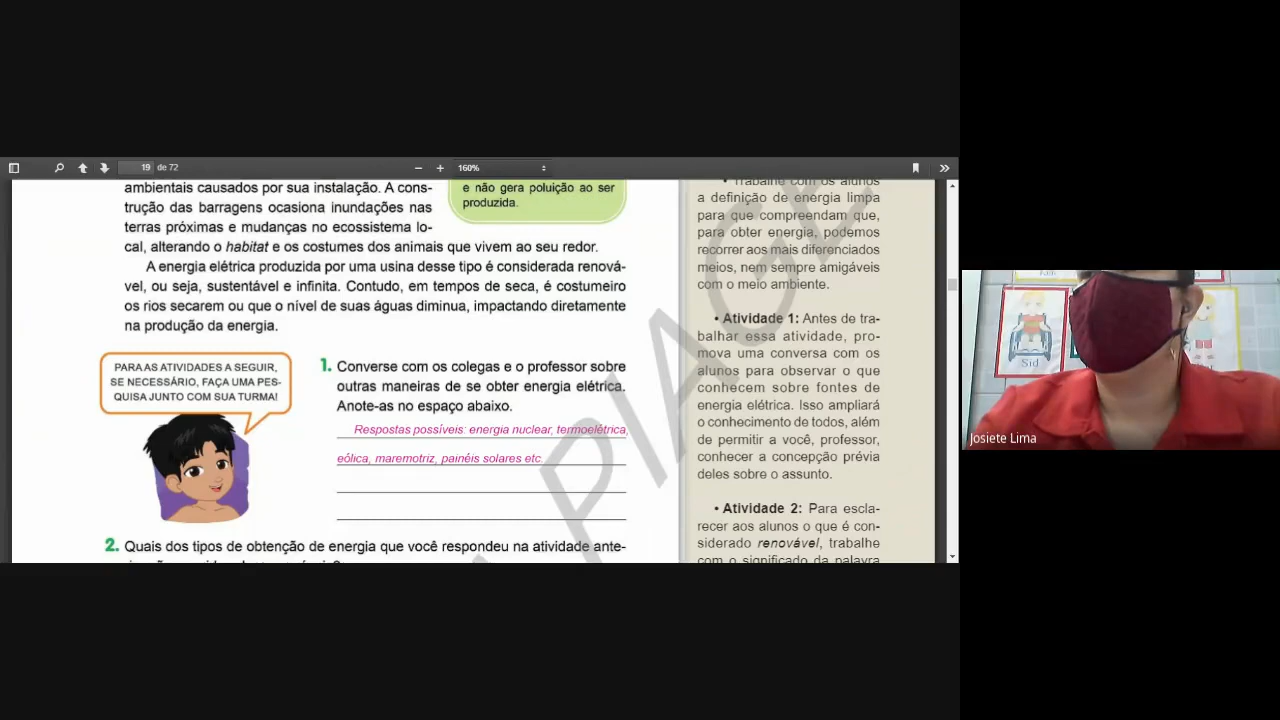 19 de 72
160%
ambientais causados por sua instalação. A cons-
trução das barragens ocasiona inundações nas
terras próximas e mudanças no ecossistema lo-
cal, alterando o habitat e os costumes dos animais que vivem ao seu redor.
A energia elétrica produzida por uma usina desse tipo é considerada renová-
vel, ou seja, sustentável e infinita. Contudo, em tempos de seca, é costumeiro
os rios secarem ou que o nível de suas águas diminua, impactando diretamente
na produção da energia.
e não gera poluição ao ser
produzida.
PARA AS ATIVIDADES A SEGUIR,
SE NECESSÁRIO, FAÇA UMA PES-
QUISA JUNTO COM SUA TURMA!
1. Converse com os colegas e o professor sobre
outras maneiras de se obter energia elétrica.
Anote-as no espaço abaixo.
Respostas possíveis: energia nuclear, termoelétrica,
eólica, maremotriz, painéis solares etc.
2. Quais dos tipos de obtenção de energia que você respondeu na atividade ante-
• Trabalhe com os alunos
a definição de energia limpa
para que compreendam que,
para obter energia, podemos
recorrer aos mais diferenciados
meios, nem sempre amigáveis
com o meio ambiente.
• Atividade 1: Antes de tra-
balhar essa atividade, pro-
mova uma conversa com os
alunos para observar o que
conhecem sobre fontes de
energia elétrica. Isso ampliará
o conhecimento de todos, além
de permitir a você, professor,
conhecer a concepção prévia
deles sobre o assunto.
• Atividade 2: Para escla-
recer aos alunos o que é con-
siderado renovável, trabalhe
com o significado da palavra
PIAGE
Sid
Josiete Lima